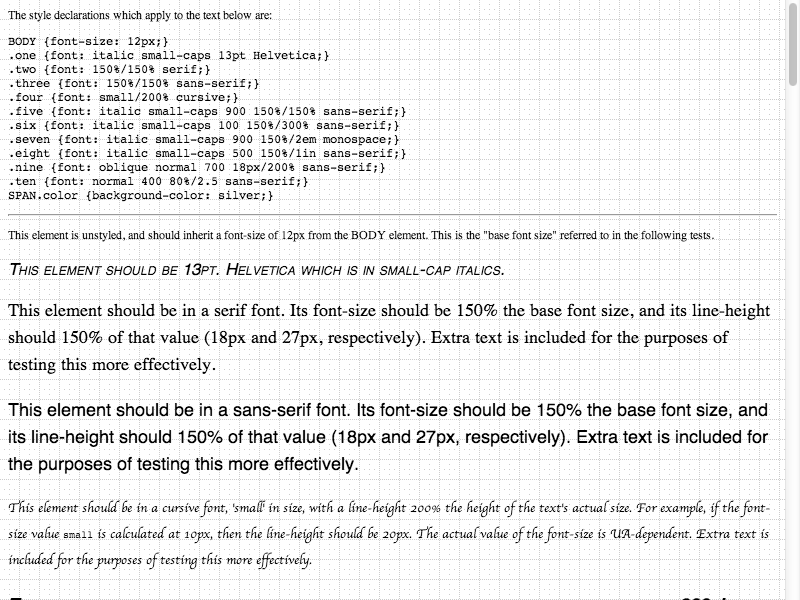 The style declarations which apply to the text below are:
BODY {font-size: 12px;}
.one {font: italic small-caps 13pt Helvetica;}
.two {font: 150%/150% serif;}
.three {font: 150%/150% sans-serif;}
.four {font: small/200% cursive;}
.five {font: italic small-caps 900 150%/150% sans-serif;}
.six {font: italic small-caps 100 150%/300% sans-serif;}
.seven {font: italic small-caps 900 150%/2em monospace;}
.eight {font: italic small-caps 500 150%/1in sans-serif;}
.nine {font: oblique normal 700 18px/200% sans-serif;}
.ten {font: normal 400 80%/2.5 sans-serif;}
SPAN.color {background-color: silver;}
This element is unstyled, and should inherit a font-size of 12px from the BODY element. This is the "base font size" referred to in the following tests.
This element should be 13pt. Helvetica which is in small-cap italics.
This element should be in a serif font. Its font-size should be 150% the base font size, and its line-height
should 150% of that value (18px and 27px, respectively). Extra text is included for the purposes of
testing this more effectively.
This element should be in a sans-serif font. Its font-size should be 150% the base font size, and
its line-height should 150% of that value (18px and 27px, respectively). Extra text is included for
the purposes of testing this more effectively.
This element should be in a cursive font, 'small' in size, with a line-height 200% the height of the text's actual size. For example, if the font-
size value small is calculated at 10px, then the line-height should be 20px. The actual value of the font-size is UA-dependent. Extra text is
included for the purposes of testing this more effectively.